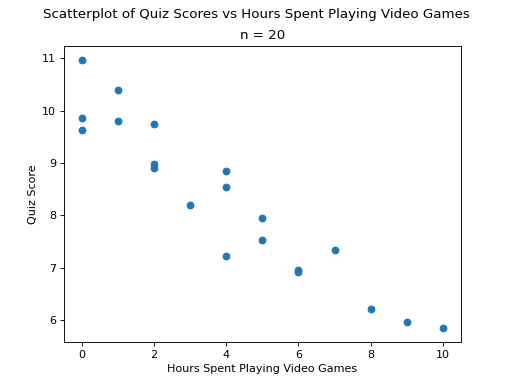 Scatterplot of Quiz Scores vs Hours Spent Playing Video Games
n = 20
11
10
9
8
7
6
Quiz Score
0 2 4 6 8 10
Hours Spent Playing Video Games